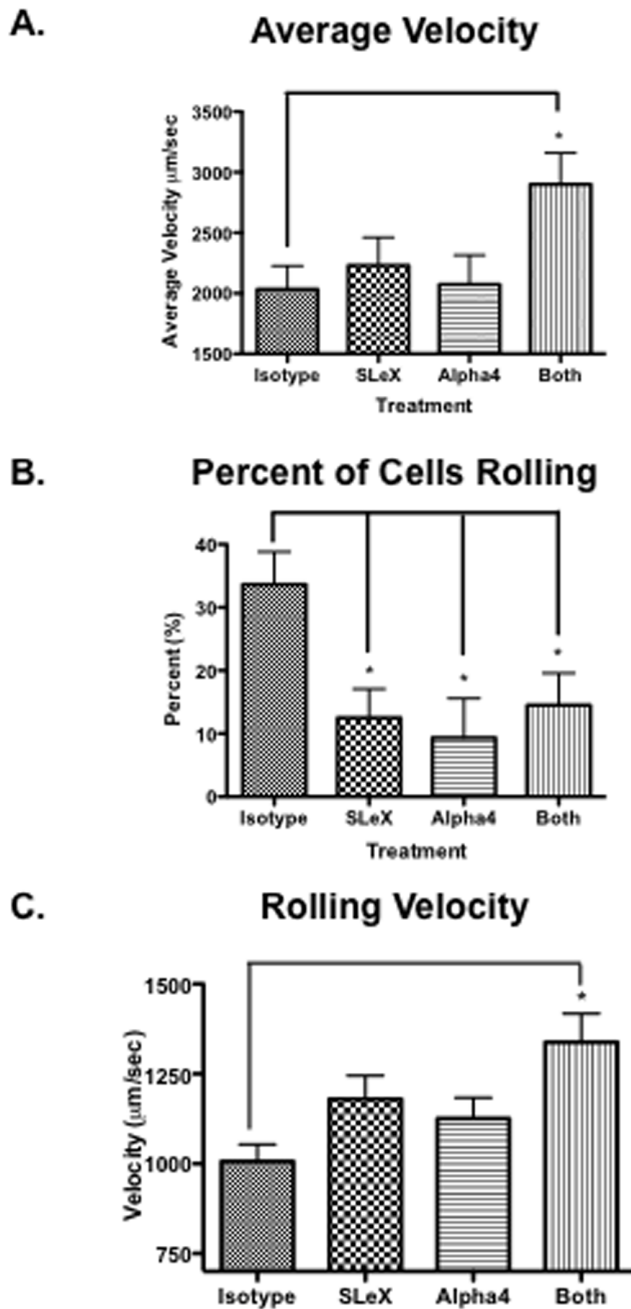 A. Average Velocity
Average Velocity μm/sec
3500
3000
2500
2000
1500
*
Isotype SLeX Alpha4 Both
Treatment
B. Percent of Cells Rolling
Percent (%)
40
30
20
10
0
* * *
Isotype SLeX Alpha4 Both
Treatment
C. Rolling Velocity
Velocity (μm/sec)
1500
1250
1000
750
*
Isotype SLeX Alpha4 Both